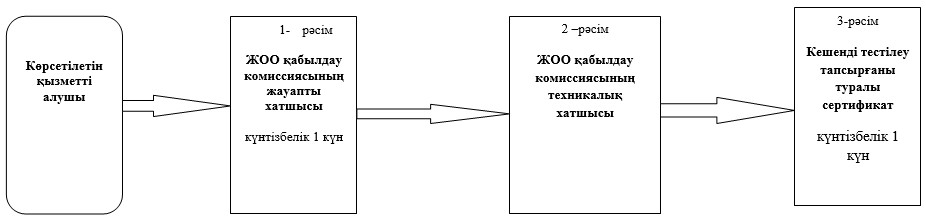 Көрсетілетін
қызметті
алушы
1- рәсім
ЖОО қабылдау
комиссиясының
жауапты
хатшысы
күнтізбелік 1 күн
2 –рәсім
ЖОО қабылдау
комиссиясының
техникалық
хатшысы
3-рәсім
Кешенді тестілеу
тапсырғаны
туралы
сертификат
күнтізбелік 1
күн